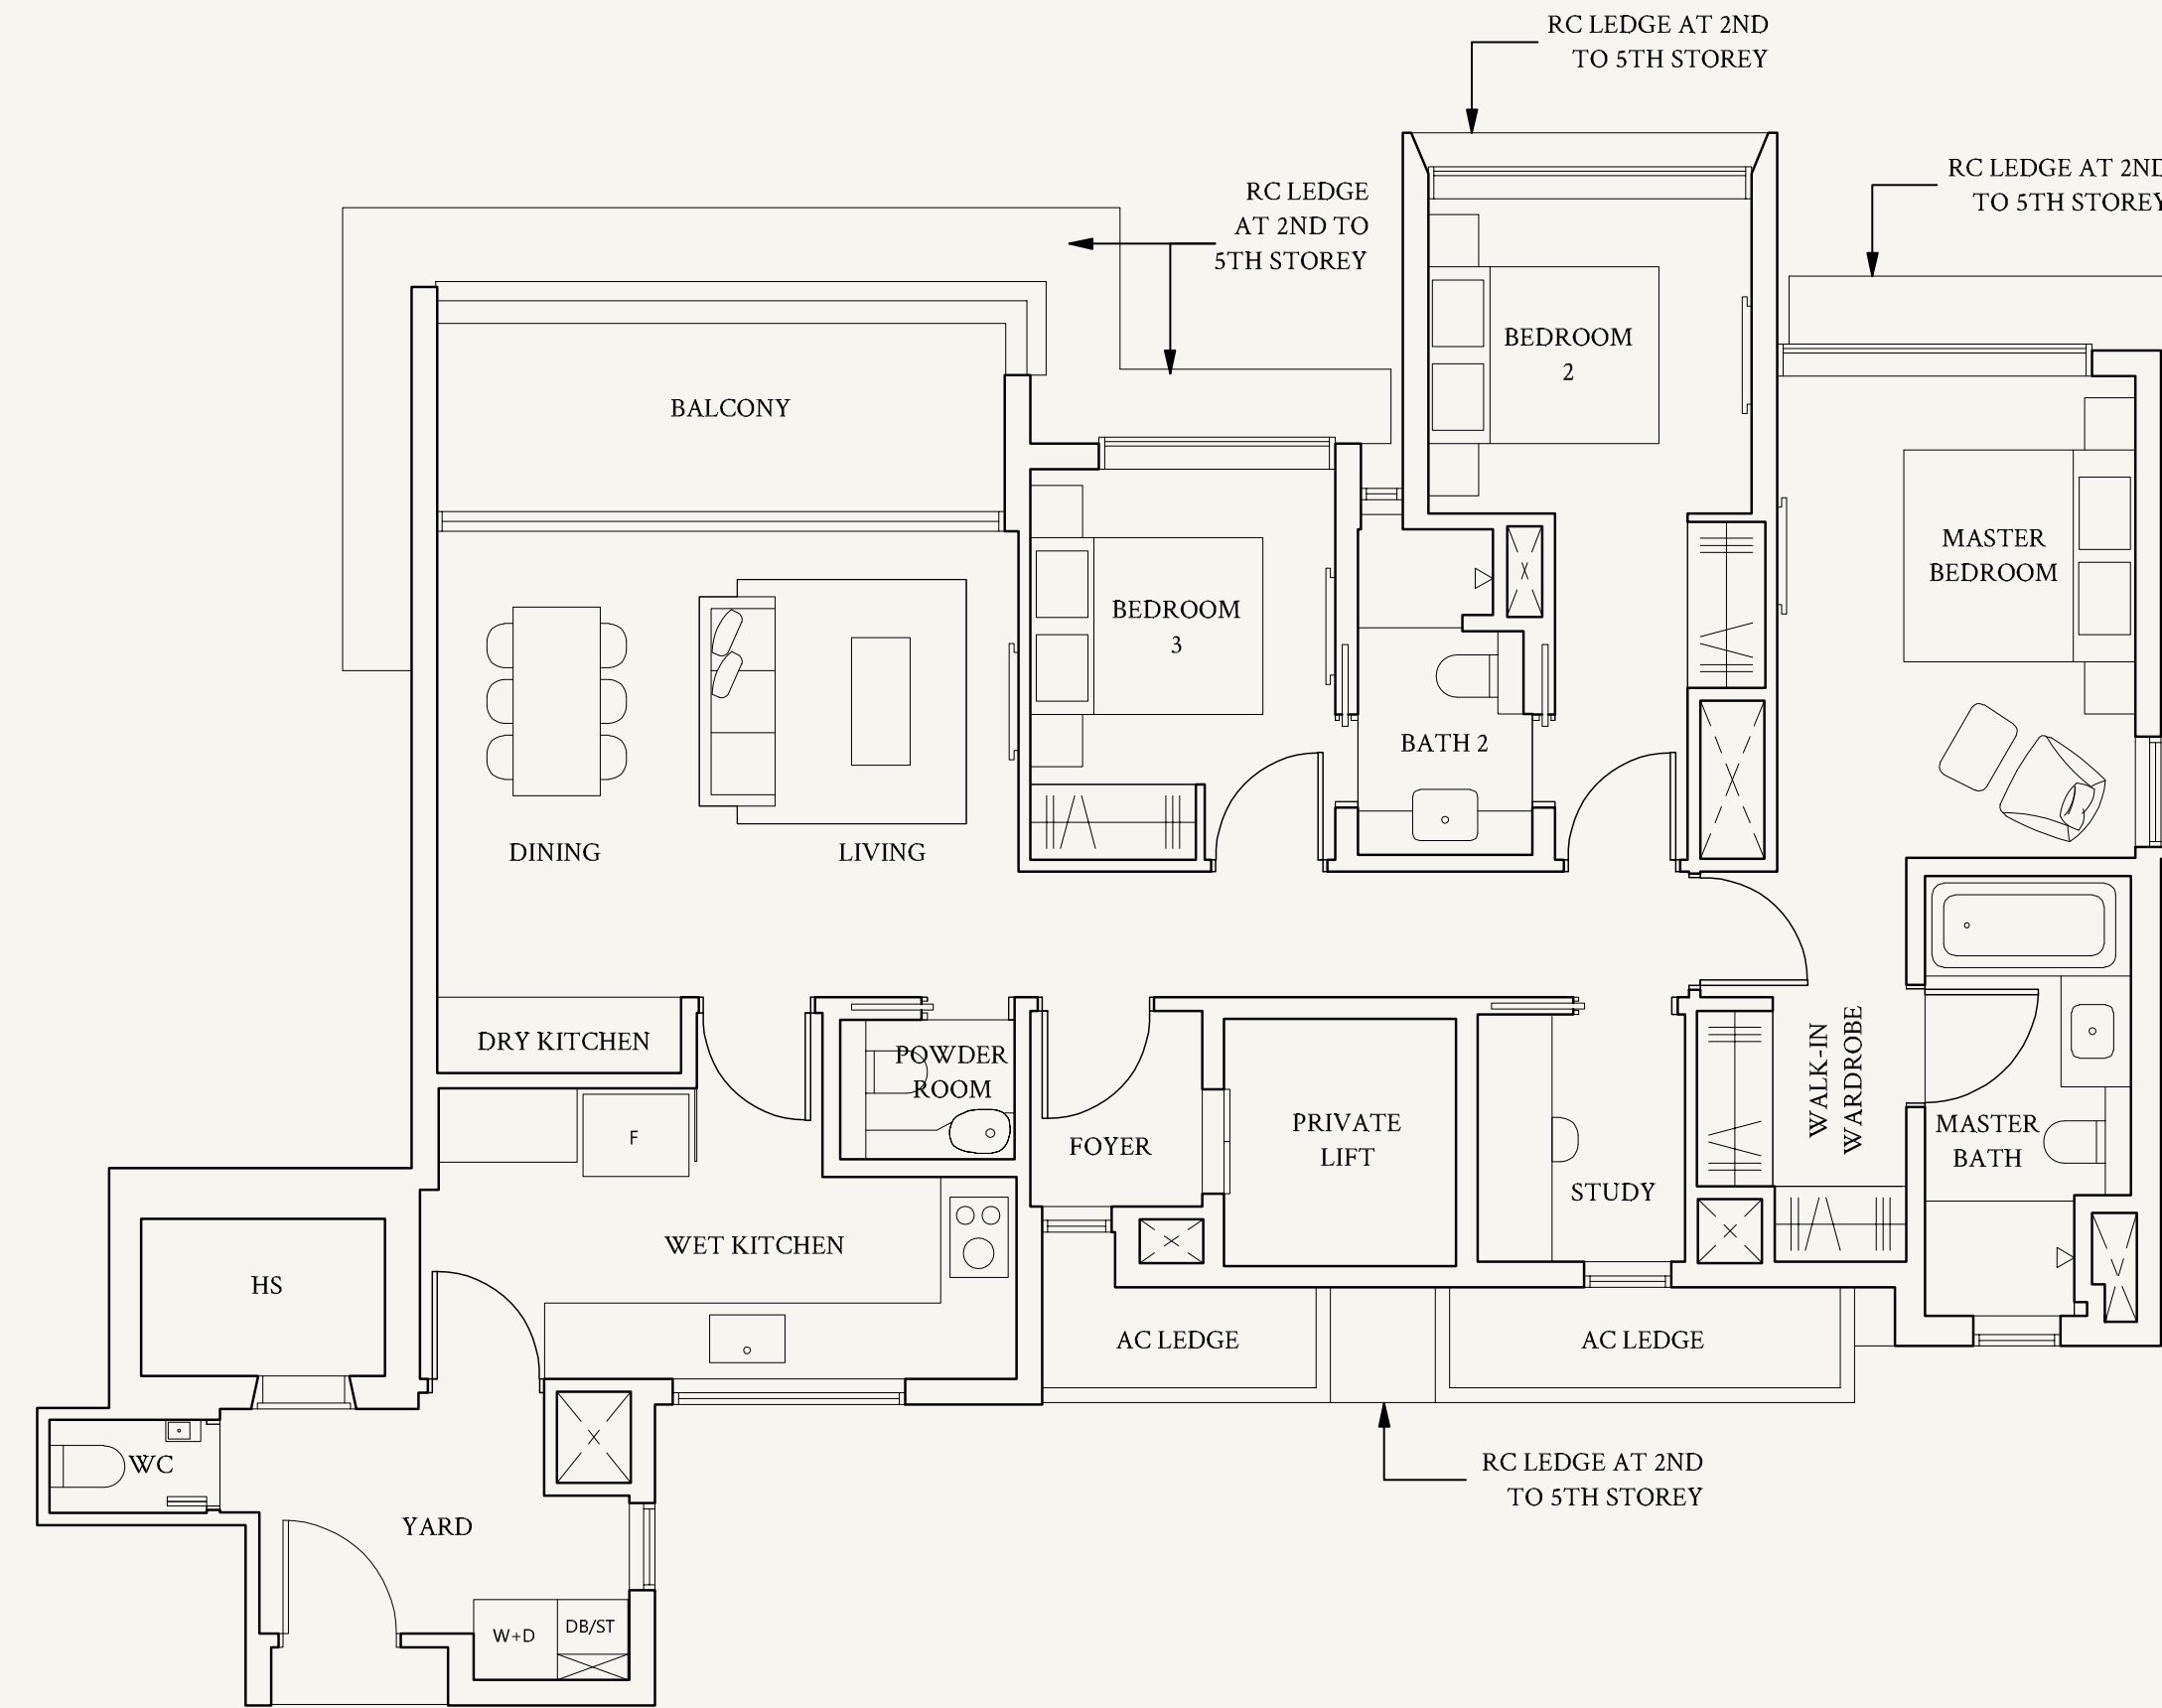 RC LEDGE AT 2ND
TO 5TH STOREY
RC LEDGE AT 2ND
TO 5TH STOREY
RC LEDGE
AT 2ND TO
5TH STOREY
BEDROOM
2
BALCONY
MASTER
BEDROOM
BEDROOM
3
BATH 2
DINING
LIVING
DRY KITCHEN
POWDER
ROOM
WALK-IN
WARDROBE
F
FOYER
PRIVATE
LIFT
MASTER
BATH
STUDY
WET KITCHEN
HS
AC LEDGE
AC LEDGE
WC
RC LEDGE AT 2ND
TO 5TH STOREY
YARD
W+D
DB/ST